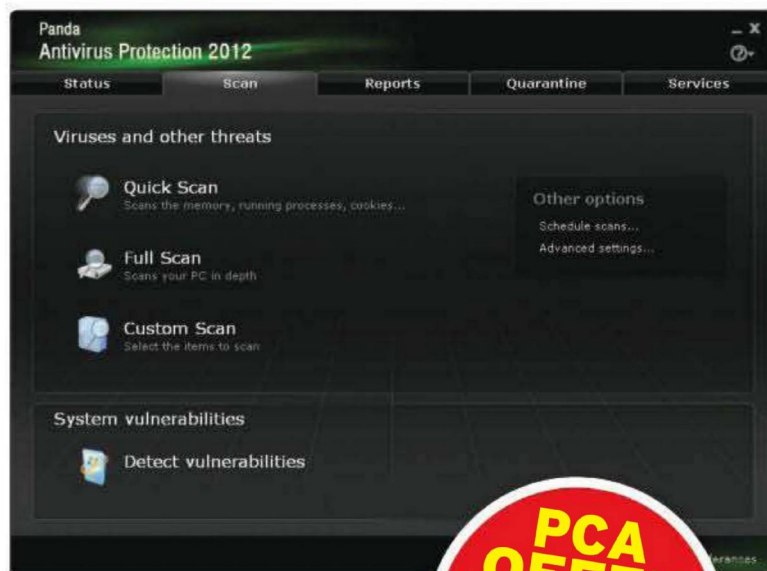 Panda
Antivirus Protection 2012
Status Scan Reports Quarantine Services
Viruses and other threats
Quick Scan
Scans the memory, running processes, cookies...
Full Scan
Scans your PC in depth
Custom Scan
Select the items to scan
Other options
Schedule scans...
Advanced settings...
System vulnerabilities
Detect vulnerabilities
PCA